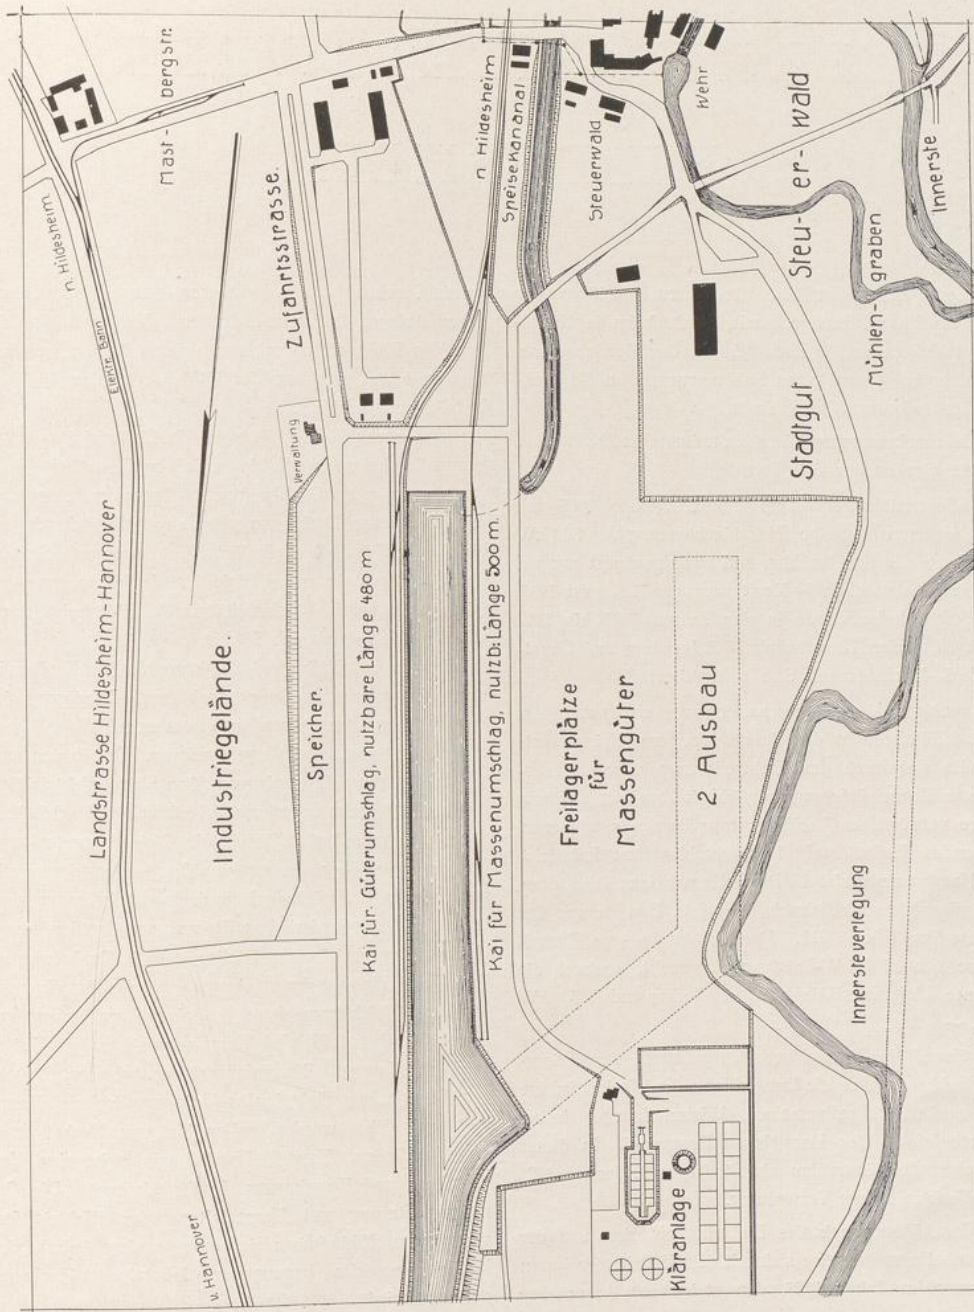 v. Hannover
Landstrasse Hildesheim-Hannover
Elektr. Bahn
n. Hildesheim
Mast- bergstr.
Industriegelände.
Zufahrtsstrasse.
Verwaltung
Speicher.
Kai für Güterumschlag, nutzbare Länge 480 m
n Hildesheim
Kai für Massenumschlag, nutzb: Länge 500 m.
Speisekananal
Freilagerplätze
für
Massengüter
Steuerwald
2 Ausbau
Wehr
Kläranlage
Stadtgut Steu-er-wald
Innersteverlegung
Mühlen-graben
Innerste